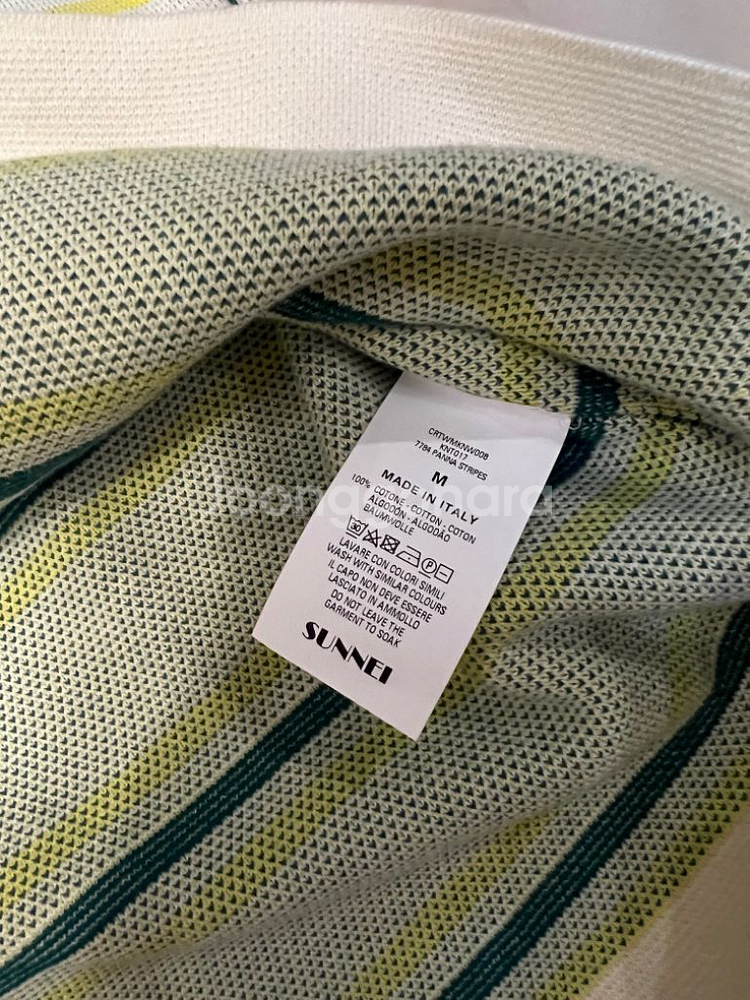 CRTWMKNW008
KNT017
7784 PANNA STRIPES
M
MADE IN ITALY
100% COTONE - COTTON - COTON
ALGODÓN - ALGODÃO
BAUMWOLLE
30
P
LAVARE CON COLORI SIMILI
WASH WITH SIMILAR COLOURS
IL CAPO NON DEVE ESSERE
LASCIATO IN AMMOLLO
DO NOT LEAVE THE
GARMENT TO SOAK
SUNNEI